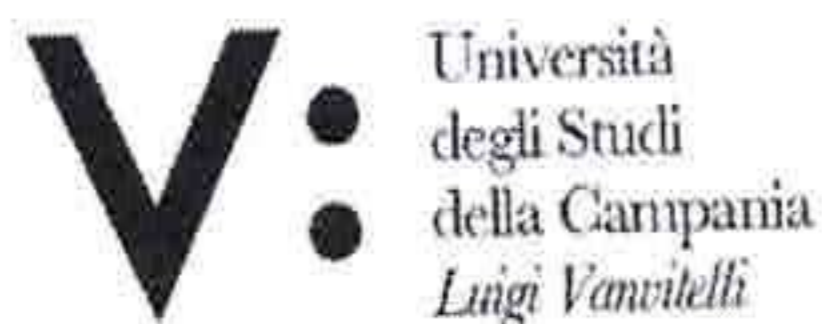 V:
Università
degli Studi
della Campania
Luigi Vanvitelli